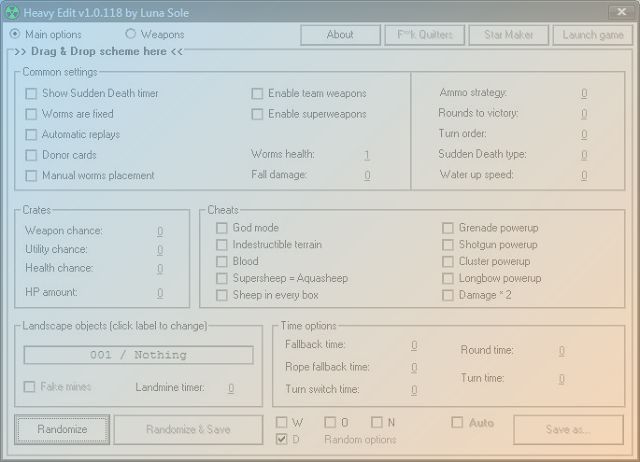 Heavy Edit v1.0.118 by Luna Sole
Main options Weapons About F**k Quitters Star Maker Launch game
>> Drag & Drop scheme here <<
Common settings
Show Sudden Death timer Enable team weapons Ammo strategy: 0
Worms are fixed Enable superweapons Rounds to victory: 0
Automatic replays Turn order: 0
Donor cards Worms health: 1 Sudden Death type: 0
Manual worms placement Fall damage: 0 Water up speed: 0
Crates
Weapon chance: 0
Utility chance: 0
Health chance: 0
HP amount: 0
Cheats
God mode Grenade powerup
Indestructible terrain Shotgun powerup
Blood Cluster powerup
Supersheep = Aquasheep Longbow powerup
Sheep in every box Damage * 2
Landscape objects (click label to change)
001 / Nothing
Fake mines Landmine timer: 0
Time options
Fallback time: 0 Round time: 0
Rope fallback time: 0 Turn time: 0
Turn switch time: 0
Randomize Randomize & Save W O N Auto Save as...
D Random options